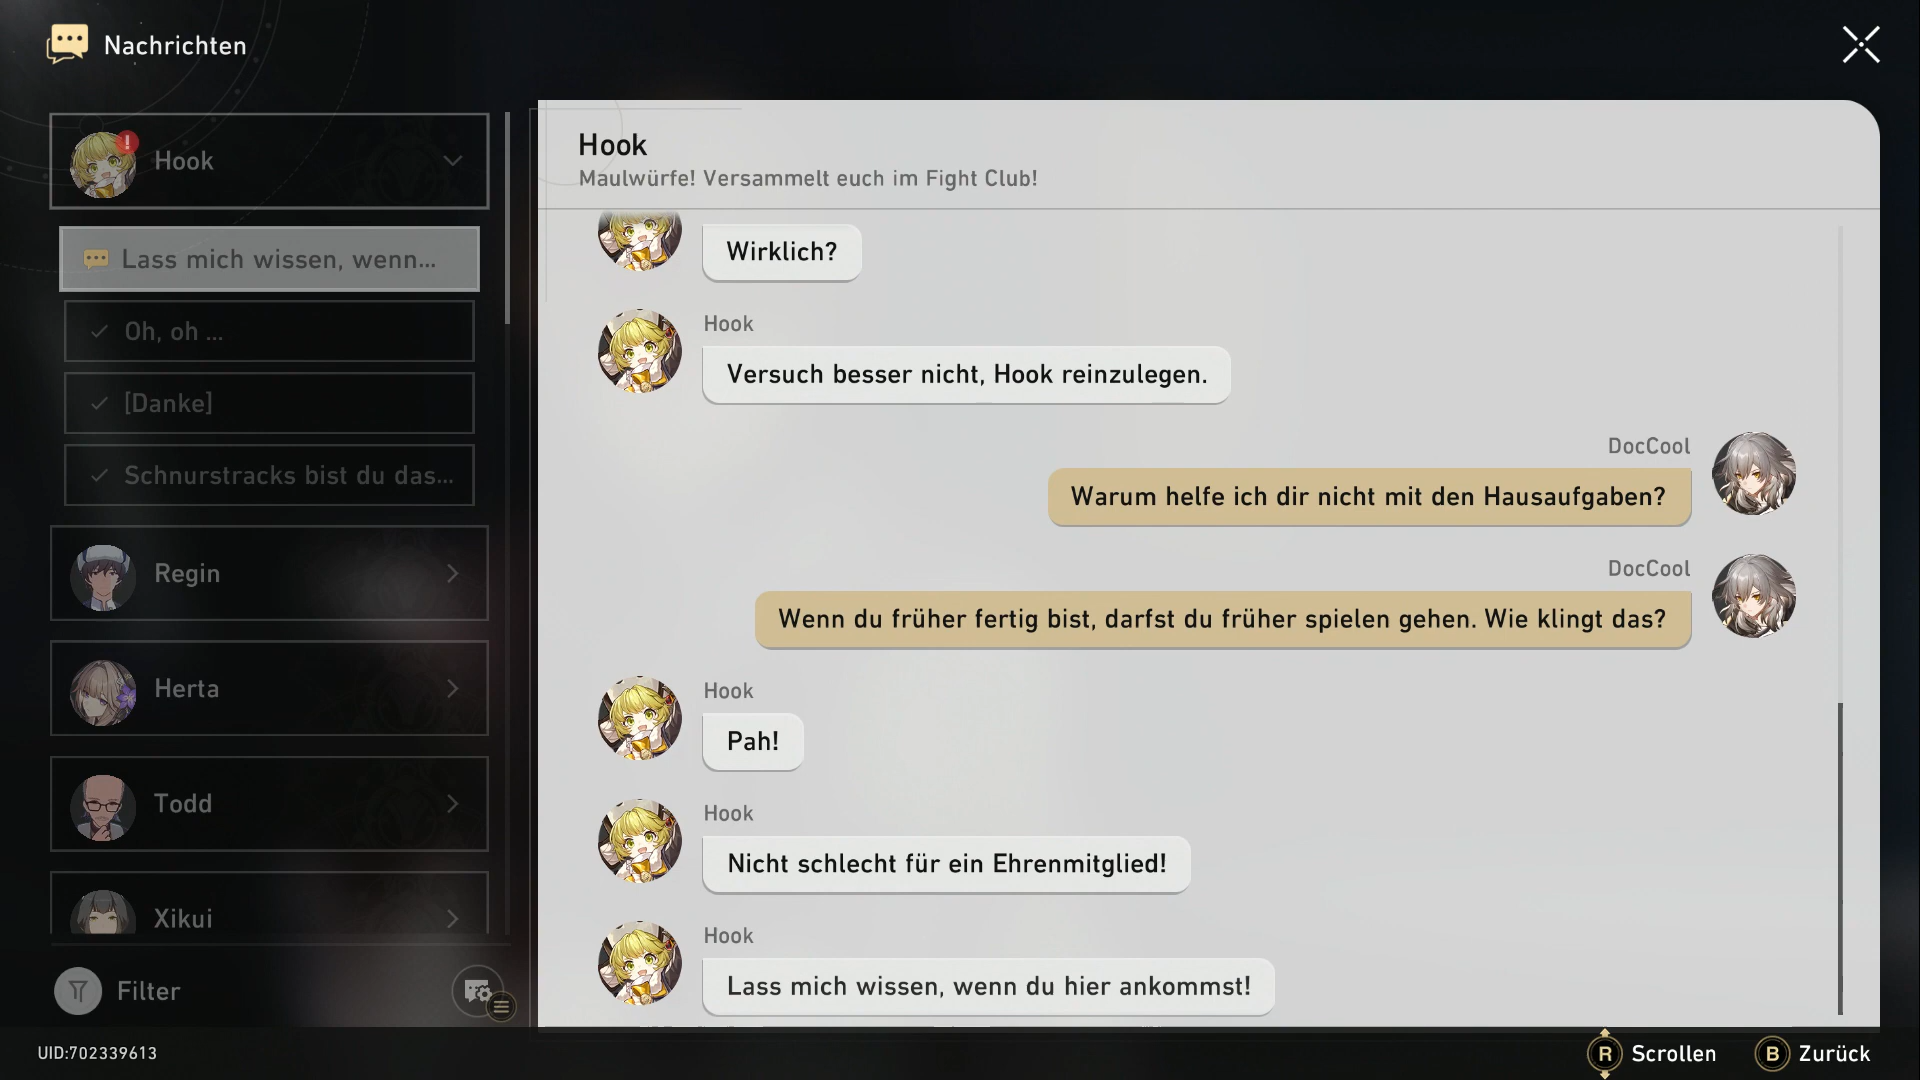 Nachrichten
Hook
Lass mich wissen, wenn...
Oh, oh ...
[Danke]
Schnurstracks bist du das...
Regin
Herta
Todd
Xikui
Filter
UID:702339613
Hook
Maulwürfe! Versammelt euch im Fight Club!
Wirklich?
Hook
Versuch besser nicht, Hook reinzulegen.
DocCool
Warum helfe ich dir nicht mit den Hausaufgaben?
DocCool
Wenn du früher fertig bist, darfst du früher spielen gehen. Wie klingt das?
Hook
Pah!
Hook
Nicht schlecht für ein Ehrenmitglied!
Hook
Lass mich wissen, wenn du hier ankommst!
R Scrollen
B Zurück